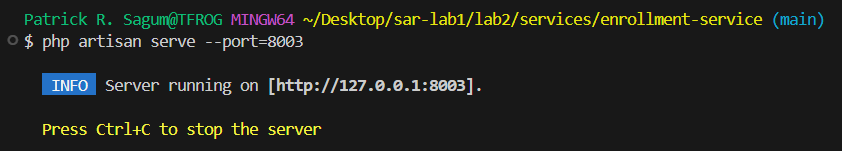 Patrick R. Sagum@TFROG MINGW64 ~/Desktop/sar-lab1/lab2/services/enrollment-service (main)
$ php artisan serve --port=8003
INFO Server running on [http://127.0.0.1:8003].
Press Ctrl+C to stop the server